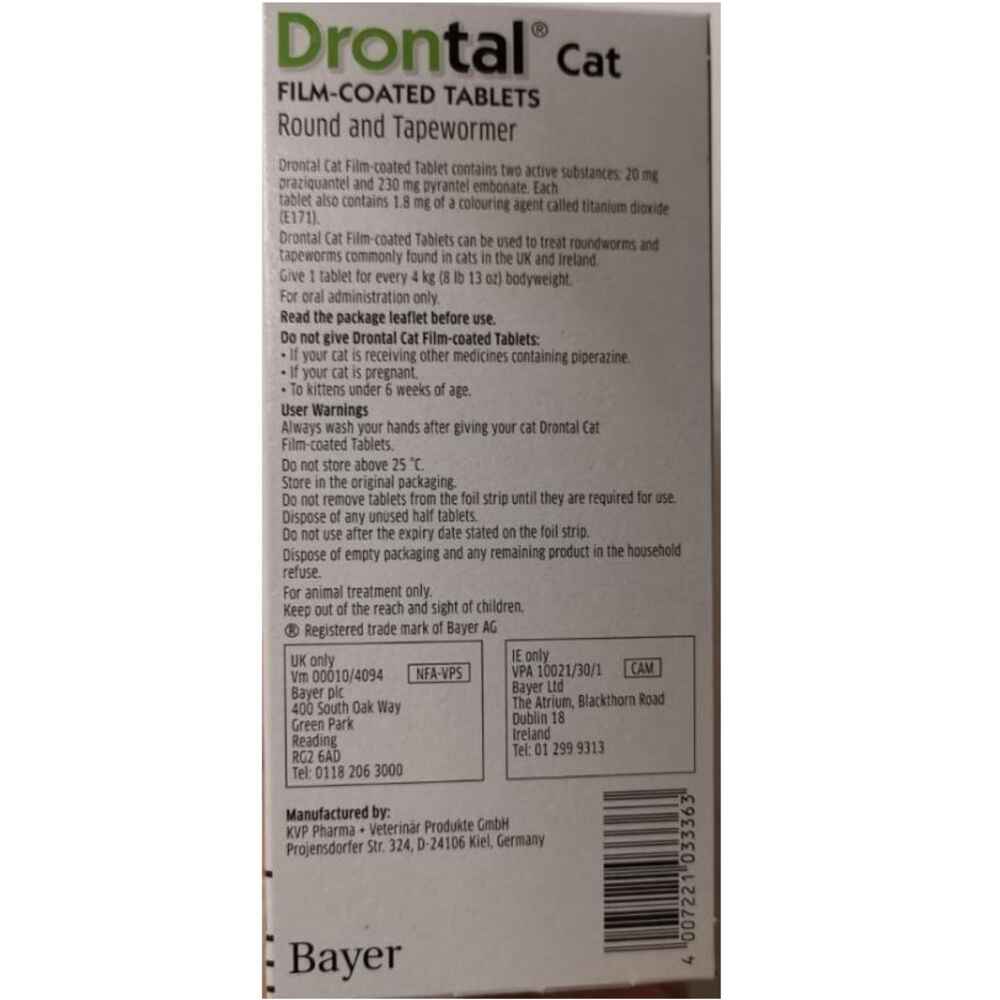 Drontal® Cat
FILM-COATED TABLETS
Round and Tapewormer
Drontal Cat Film-coated Tablet contains two active substances: 20 mg
praziquantel and 230 mg pyrantel embonate. Each
tablet also contains 1.8 mg of a colouring agent called titanium dioxide
(E171).
Drontal Cat Film-coated Tablets can be used to treat roundworms and
tapeworms commonly found in cats in the UK and Ireland.
Give 1 tablet for every 4 kg (8 lb 13 oz) bodyweight.
For oral administration only.
Read the package leaflet before use.
Do not give Drontal Cat Film-coated Tablets:
• If your cat is receiving other medicines containing piperazine.
• If your cat is pregnant.
• To kittens under 6 weeks of age.
User Warnings
Always wash your hands after giving your cat Drontal Cat
Film-coated Tablets.
Do not store above 25 °C.
Store in the original packaging.
Do not remove tablets from the foil strip until they are required for use.
Dispose of any unused half tablets.
Do not use after the expiry date stated on the foil strip.
Dispose of empty packaging and any remaining product in the household
refuse.
For animal treatment only.
Keep out of the reach and sight of children.
® Registered trade mark of Bayer AG
UK only
Vm 00010/4094 NFA-VPS
Bayer plc
400 South Oak Way
Green Park
Reading
RG2 6AD
Tel: 0118 206 3000
IE only
VPA 10021/30/1 CAM
Bayer Ltd
The Atrium, Blackthorn Road
Dublin 18
Ireland
Tel: 01 299 9313
Manufactured by:
KVP Pharma + Veterinär Produkte GmbH
Projensdorfer Str. 324, D-24106 Kiel, Germany
4 007221 033363
Bayer